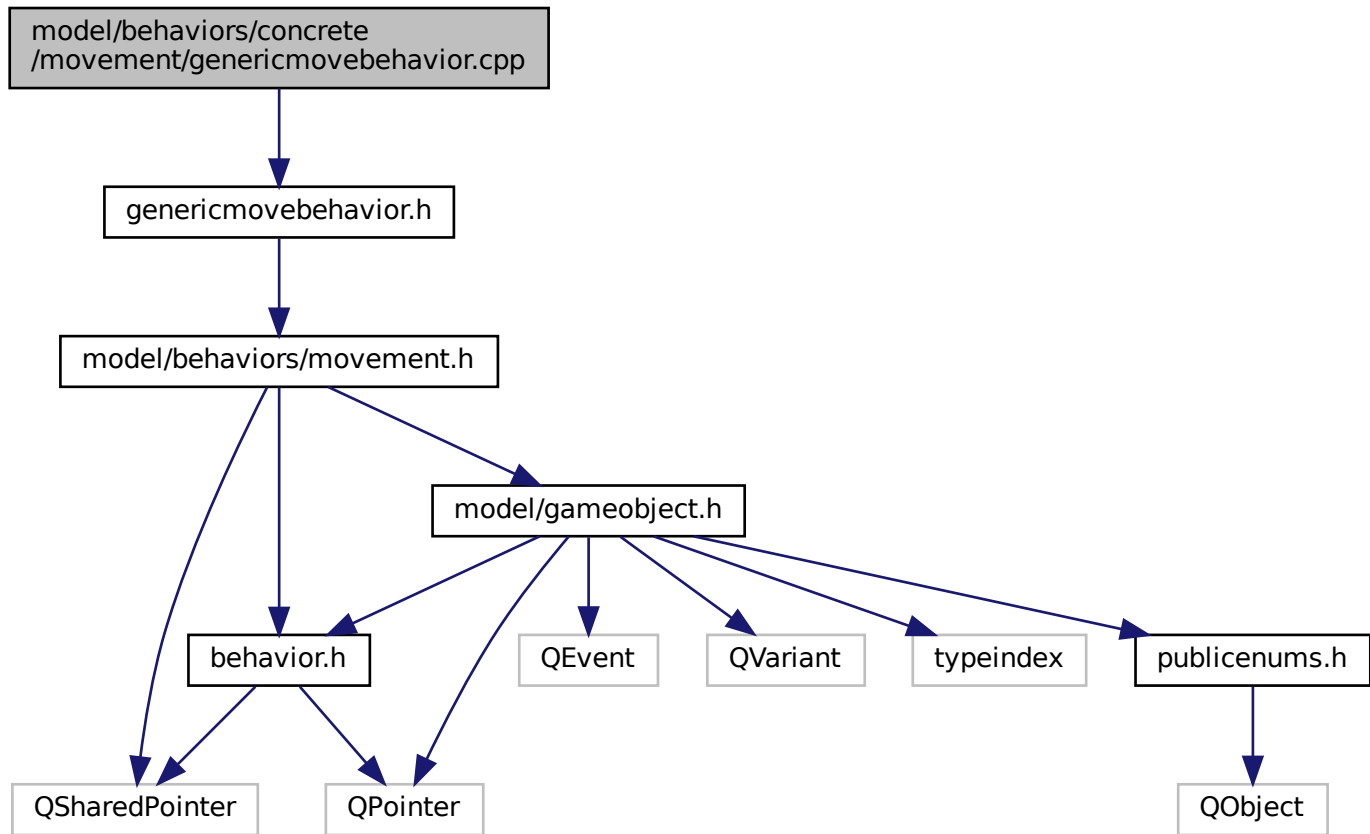 model/behaviors/concrete
/movement/genericmovebehavior.cpp
genericmovebehavior.h
model/behaviors/movement.h
model/gameobject.h
behavior.h
QEvent
QVariant
typeindex
publicenums.h
QSharedPointer
QPointer
QObject